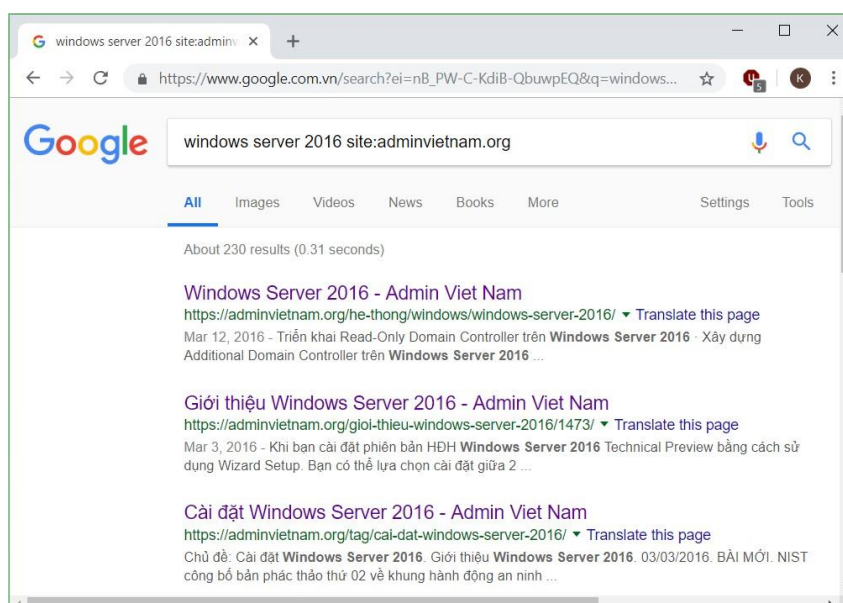 windows server 2016 site:adminv
https://www.google.com.vn/search?ei=nB_PW-C-KdiB-QbuwpEQ&q=windows...
5
K
Google
windows server 2016 site:adminvietnam.org
All Images Videos News Books More Settings Tools
About 230 results (0.31 seconds)
Windows Server 2016 - Admin Viet Nam
https://adminvietnam.org/he-thong/windows/windows-server-2016/ ▼ Translate this page
Mar 12, 2016 - Triển khai Read-Only Domain Controller trên Windows Server 2016 · Xây dựng
Additional Domain Controller trên Windows Server 2016 ...
Giới thiệu Windows Server 2016 - Admin Viet Nam
https://adminvietnam.org/gioi-thieu-windows-server-2016/1473/ ▼ Translate this page
Mar 3, 2016 - Khi bạn cài đặt phiên bản HĐH Windows Server 2016 Technical Preview bằng cách sử
dụng Wizard Setup. Bạn có thể lựa chọn cài đặt giữa 2 ...
Cài đặt Windows Server 2016 - Admin Viet Nam
https://adminvietnam.org/tag/cai-dat-windows-server-2016/ ▼ Translate this page
Chủ đề: Cài đặt Windows Server 2016. Giới thiệu Windows Server 2016. 03/03/2016. BÀI MỚI. NIST
công bố bản phác thảo thứ 02 về khung hành động an ninh ...